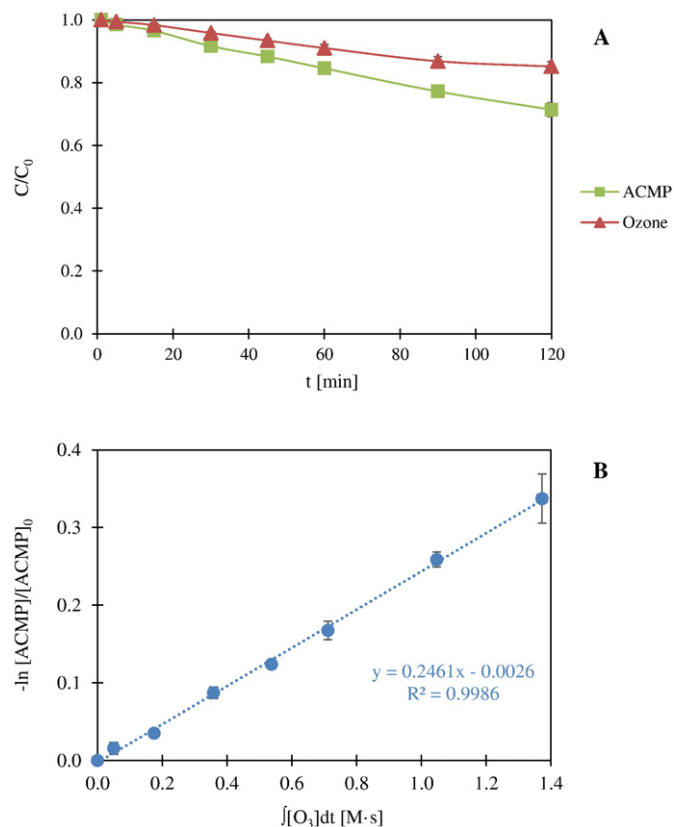 A
1.0
0.8
0.6
0.4
0.2
0.0
C/C₀
0 20 40 60 80 100 120
t [min]
ACMP
Ozone
B
0.4
0.3
0.2
0.1
0.0
-ln [ACMP]/[ACMP]₀
y = 0.2461x - 0.0026
R² = 0.9986
0.0 0.2 0.4 0.6 0.8 1.0 1.2 1.4
∫[O₃]dt [M·s]